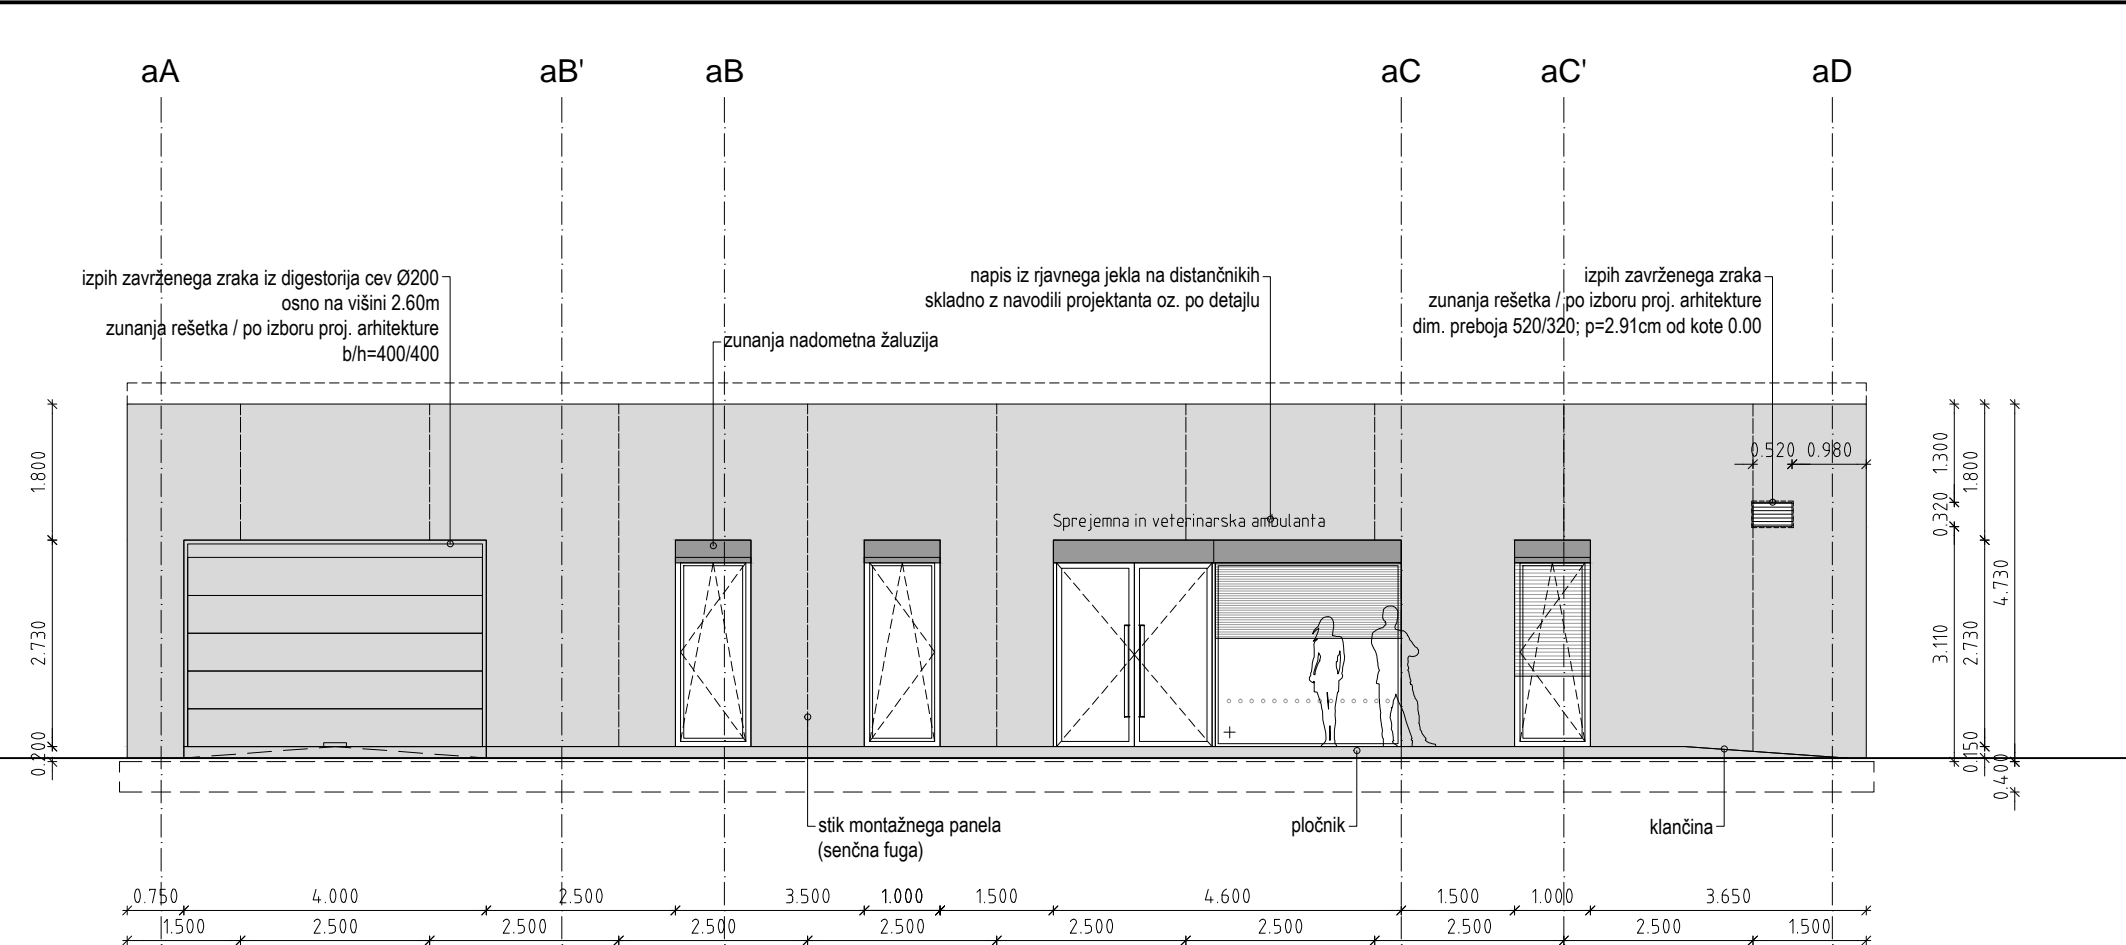 aA aB' aB aC aC' aD
izpih zavrženega zraka iz digestorija cev Ø200
osno na višini 2.60m
zunanja rešetka / po izboru proj. arhitekture
b/h=400/400
zunanja nadometna žaluzija
napis iz rjavnega jekla na distančnikih
skladno z navodili projektanta oz. po detajlu
izpih zavrženega zraka
zunanja rešetka / po izboru proj. arhitekture
dim. preboja 520/320; p=2.91cm od kote 0.00
0.520 0.980
1.800
2.730
0.200
Sprejemna in veterinarska ambulanta
1.300
0.320
3.110
1.800
2.730
0.150
4.730
0.400
stik montažnega panela
(senčna fuga)
pločnik
klančina
0.750 4.000 2.500 3.500 1.000 1.500 4.600 1.500 1.000 3.650
1.500 2.500 2.500 2.500 2.500 2.500 2.500 2.500 2.500 1.500